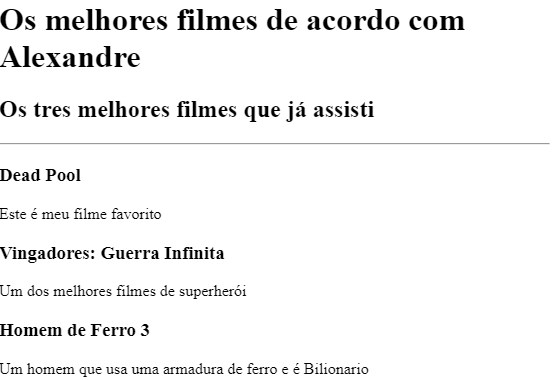 Os melhores filmes de acordo com
Alexandre
Os tres melhores filmes que já assisti
Dead Pool
Este é meu filme favorito
Vingadores: Guerra Infinita
Um dos melhores filmes de superherói
Homem de Ferro 3
Um homem que usa uma armadura de ferro e é Bilionario